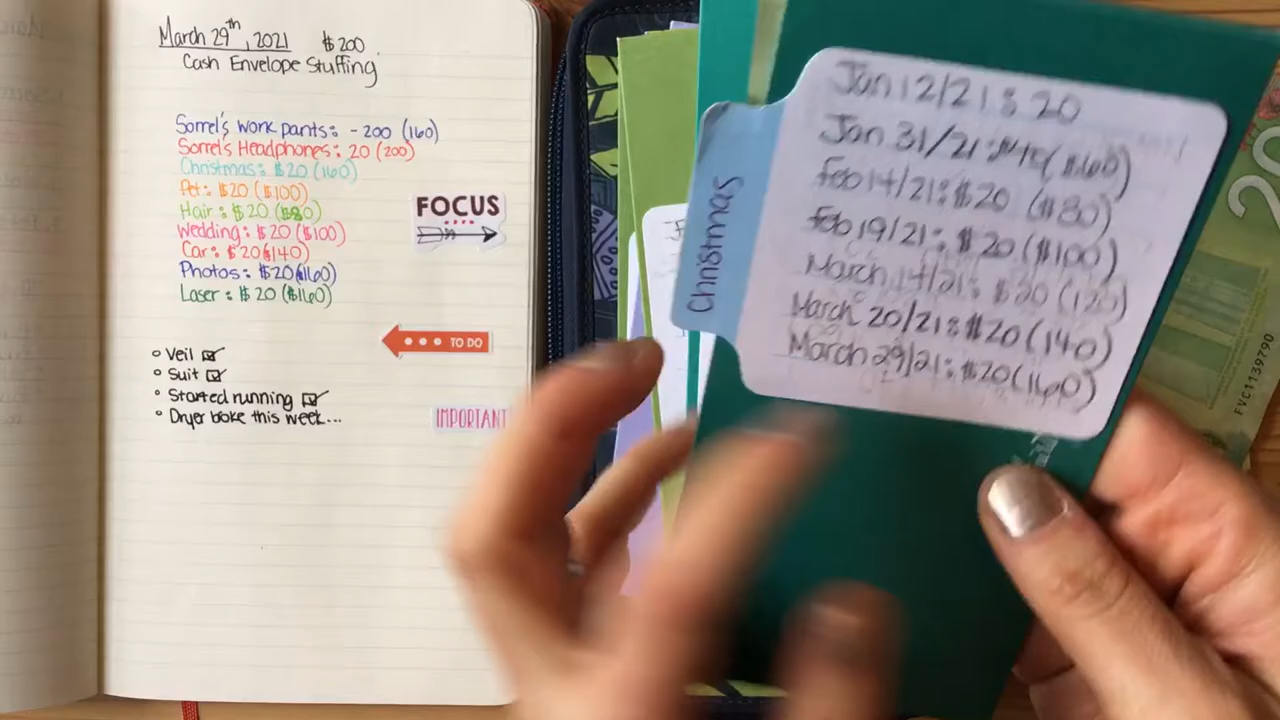 March 29th, 2021 $200
Cash Envelope Stuffing
Sorrel's work pants: -200 (160)
Sorrel's Headphones: 20 (200)
Christmas: $20 (160)
Pet: $20 ($100)
Hair: $20 ($80)
Wedding: $20 ($100)
Car: $20 ($140)
Photos: $20 ($160)
Laser: $20 ($160)
FOCUS
TO DO
Veil
Suit
Started running
Dryer broke this week...
IMPORTANT
Christmas
Jan 12/21: 20
Jan 31/21: $40 ($60)
Feb 14/21: $20 ($80)
Feb 19/21: $20 ($100)
March 14/21: $20 (120)
March 20/21: $20 (140)
March 29/21: $20 (160)
20
FVC1139790